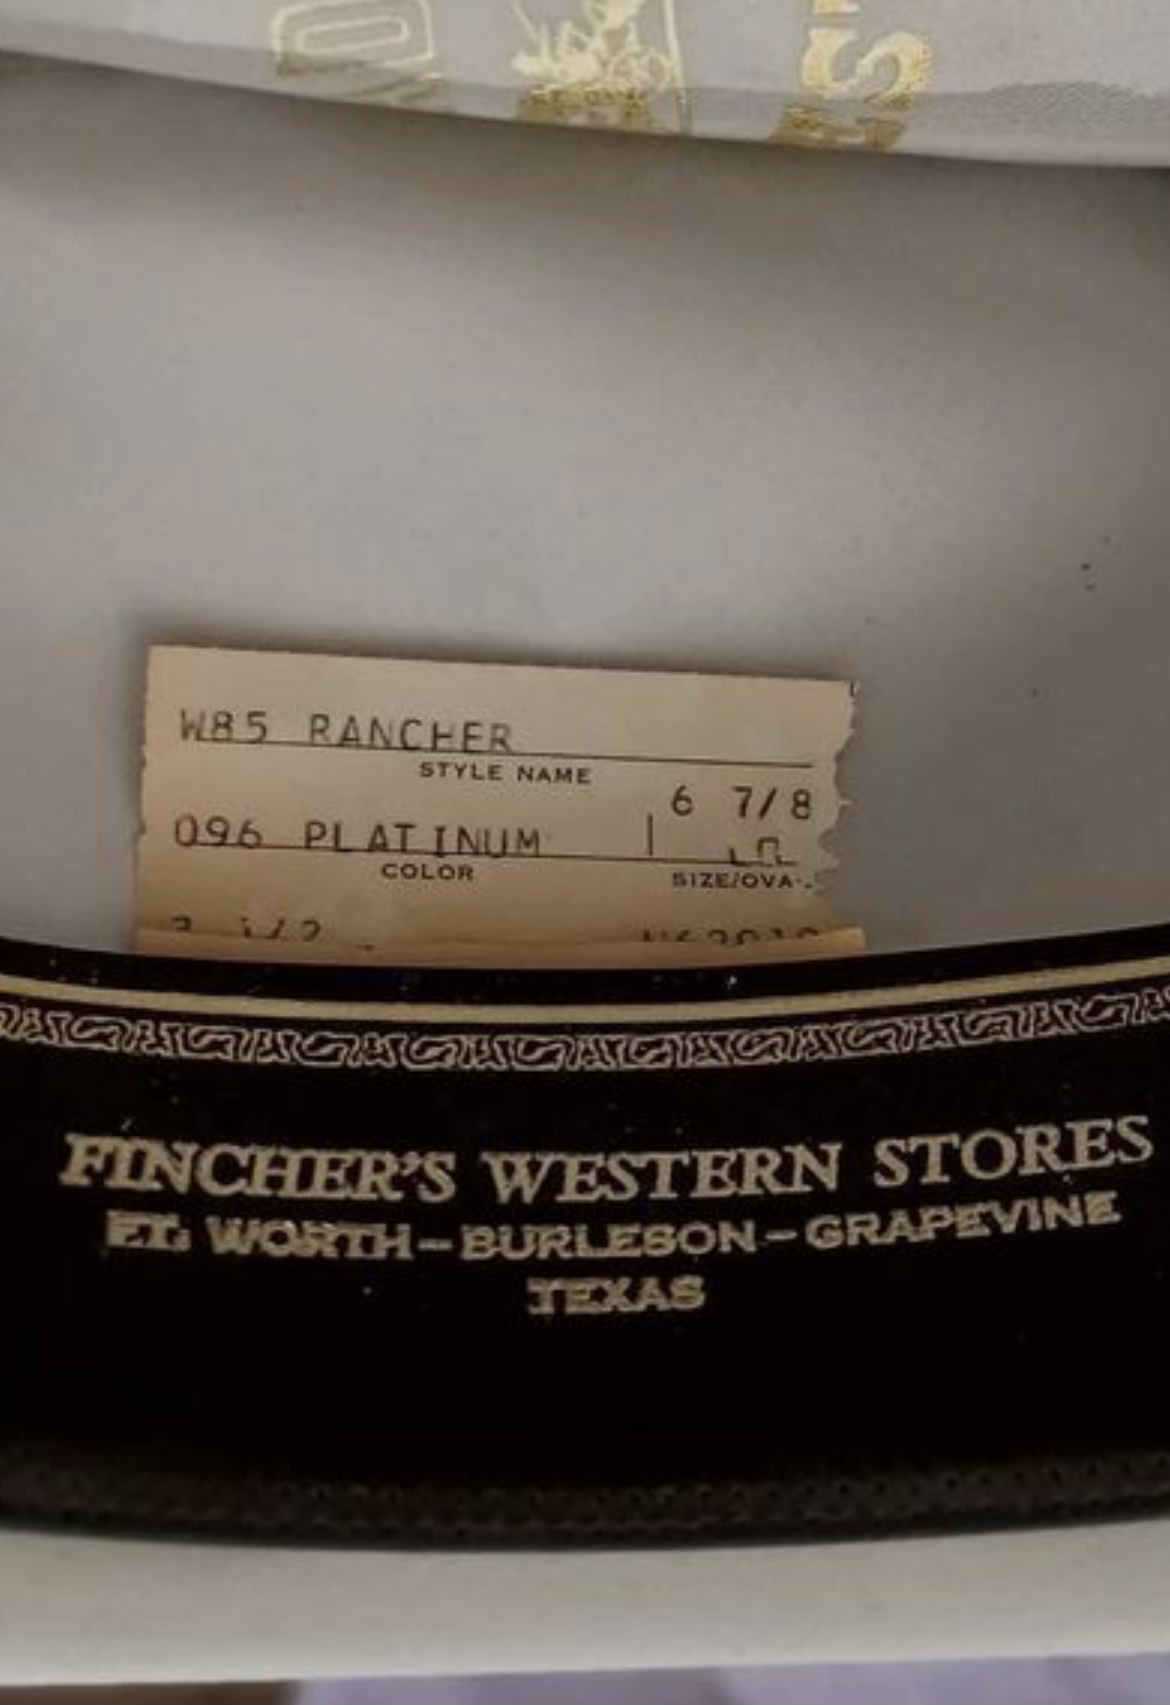 W85 RANCHER
STYLE NAME
6 7/8
096 PLATINUM
COLOR
SIZE/OVA
FINCHER'S WESTERN STORES
FT. WORTH-BURLESON-GRAPEVINE
TEXAS